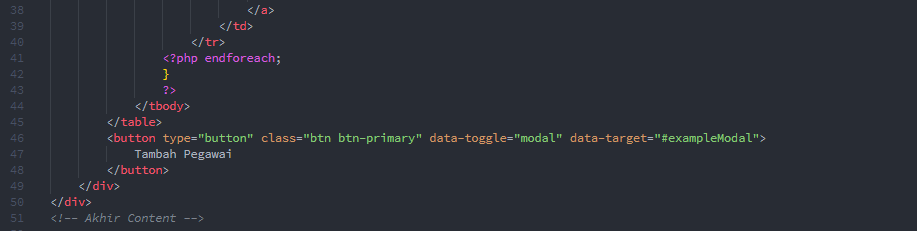 38 </a>
39 </td>
40 </tr>
41 <?php endforeach;
42 }
43 ?>
44 </tbody>
45 </table>
46 <button type="button" class="btn btn-primary" data-toggle="modal" data-target="#exampleModal">
47 Tambah Pegawai
48 </button>
49 </div>
50 </div>
51 <!-- Akhir Content -->